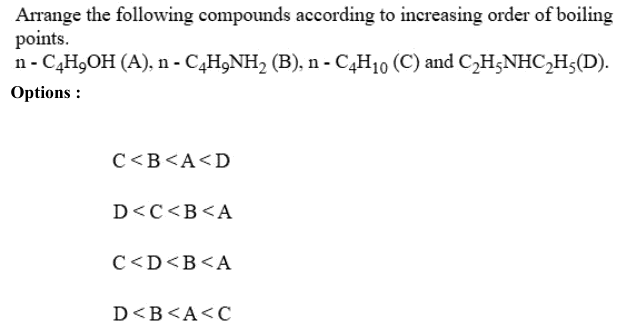 Arrange the following compounds according to increasing order of boiling
points.
n - C₄H₉OH (A), n - C₄H₉NH₂ (B), n - C₄H₁₀ (C) and C₂H₅NHC₂H₅(D).
Options :
C<B<A<D
D<C<B<A
C<D<B<A
D<B<A<C